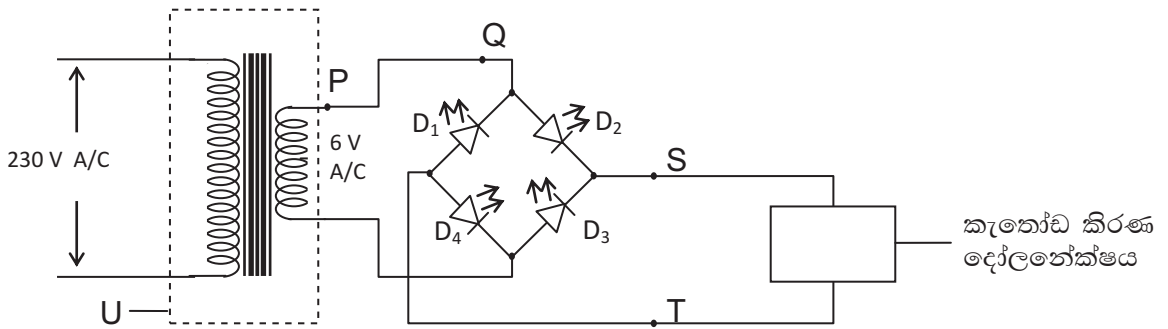 Q
P
D₁
D₂
6 V
A/C
230 V A/C
S
D₄
D₃
කැතෝඩ කිරණ
දෝලනේක්ෂය
U
T